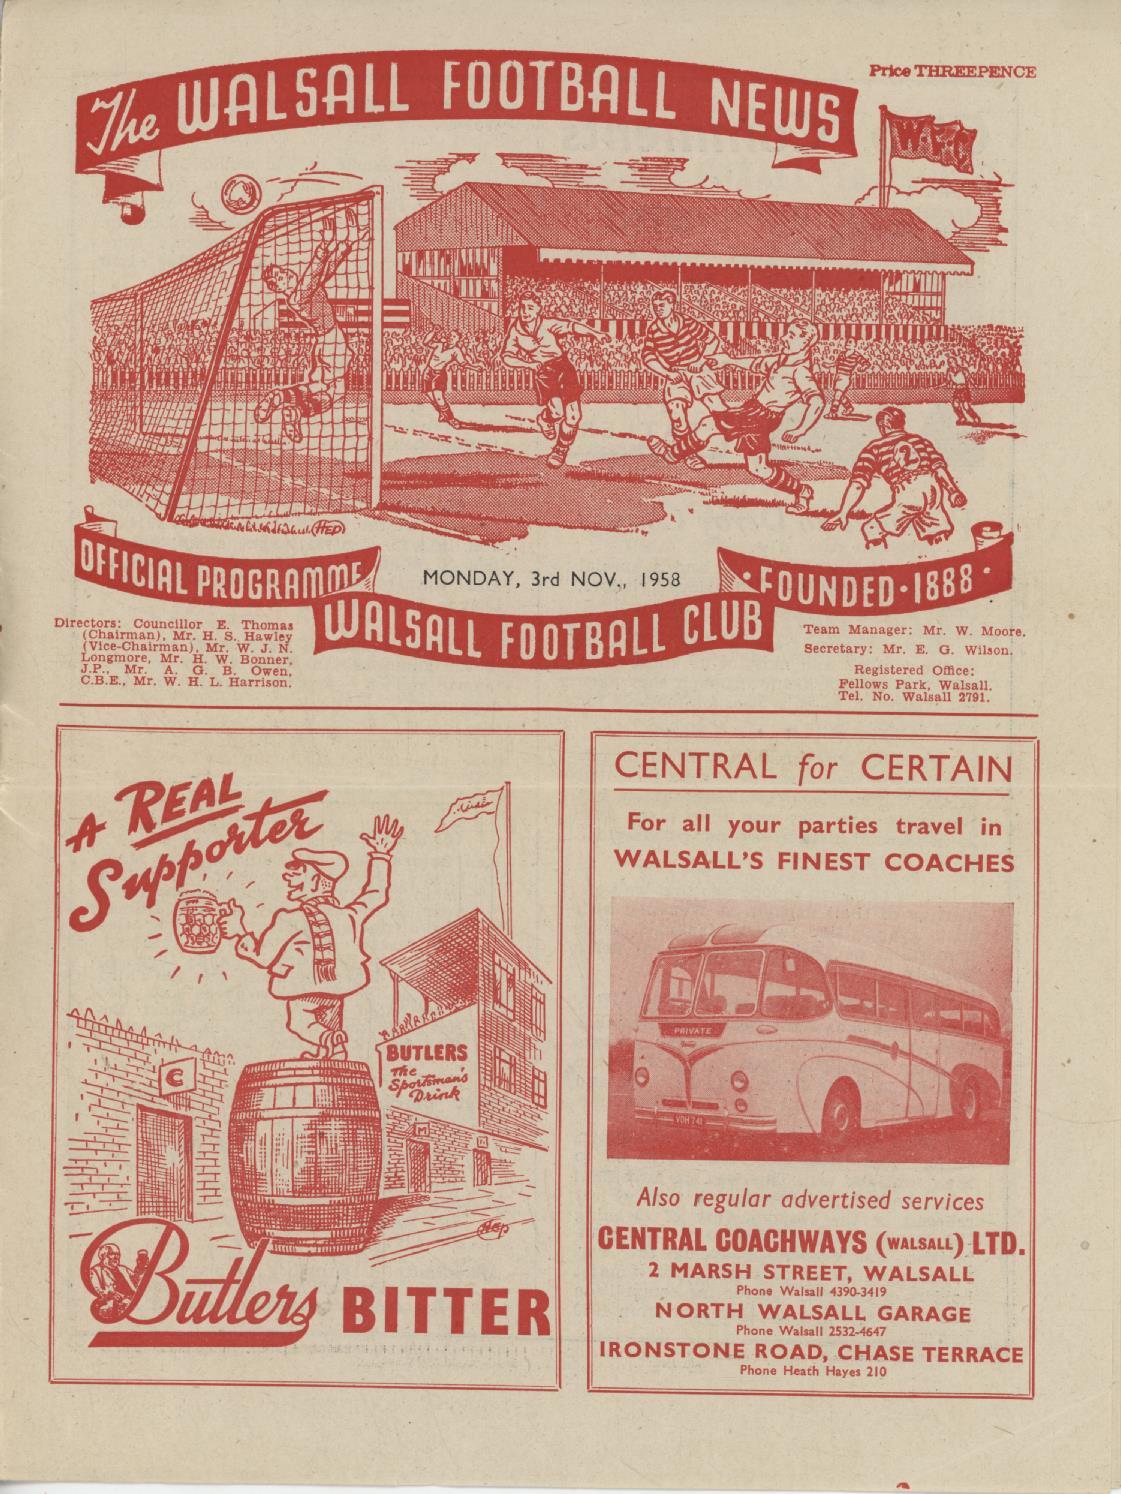 Price THREEPENCE
The WALSALL FOOTBALL NEWS
W.F.C
2
HEP
OFFICIAL PROGRAMME
MONDAY, 3rd NOV., 1958
· FOUNDED · 1888 ·
WALSALL FOOTBALL CLUB
Directors: Councillor E. Thomas
(Chairman), Mr. H. S. Hawley
(Vice-Chairman), Mr. W. J. N.
Longmore, Mr. H. W. Bonner,
J.P., Mr. A. G. B. Owen,
C.B.E., Mr. W. H. L. Harrison.
Team Manager: Mr. W. Moore.
Secretary: Mr. E. G. Wilson.
Registered Office:
Fellows Park, Walsall.
Tel. No. Walsall 2791.
A REAL
Supporter
BUTLERS
The
Sportsman's
Drink
C
M
HEP
Butlers BITTER
CENTRAL for CERTAIN
For all your parties travel in
WALSALL'S FINEST COACHES
PRIVATE
VDH 741
Also regular advertised services
CENTRAL COACHWAYS (WALSALL) LTD.
2 MARSH STREET, WALSALL
Phone Walsall 4390-3419
NORTH WALSALL GARAGE
Phone Walsall 2532-4647
IRONSTONE ROAD, CHASE TERRACE
Phone Heath Hayes 210